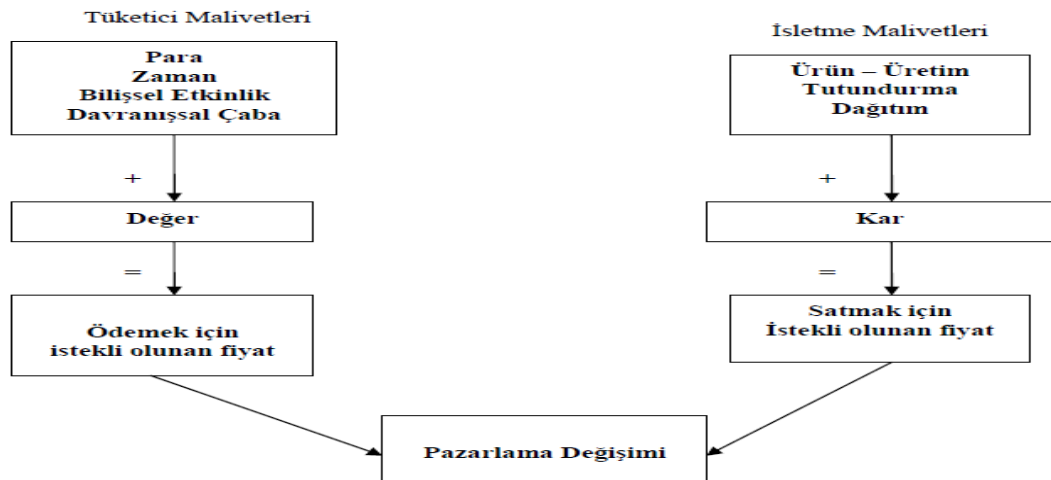 Tüketici Malivetleri
Para
Zaman
Bilişsel Etkinlik
Davranışsal Çaba
+
Değer
=
Ödemek için
istekli olunan fiyat
İsletme Malivetleri
Ürün – Üretim
Tutundurma
Dağıtım
+
Kar
=
Satmak için
İstekli olunan fiyat
Pazarlama Değişimi